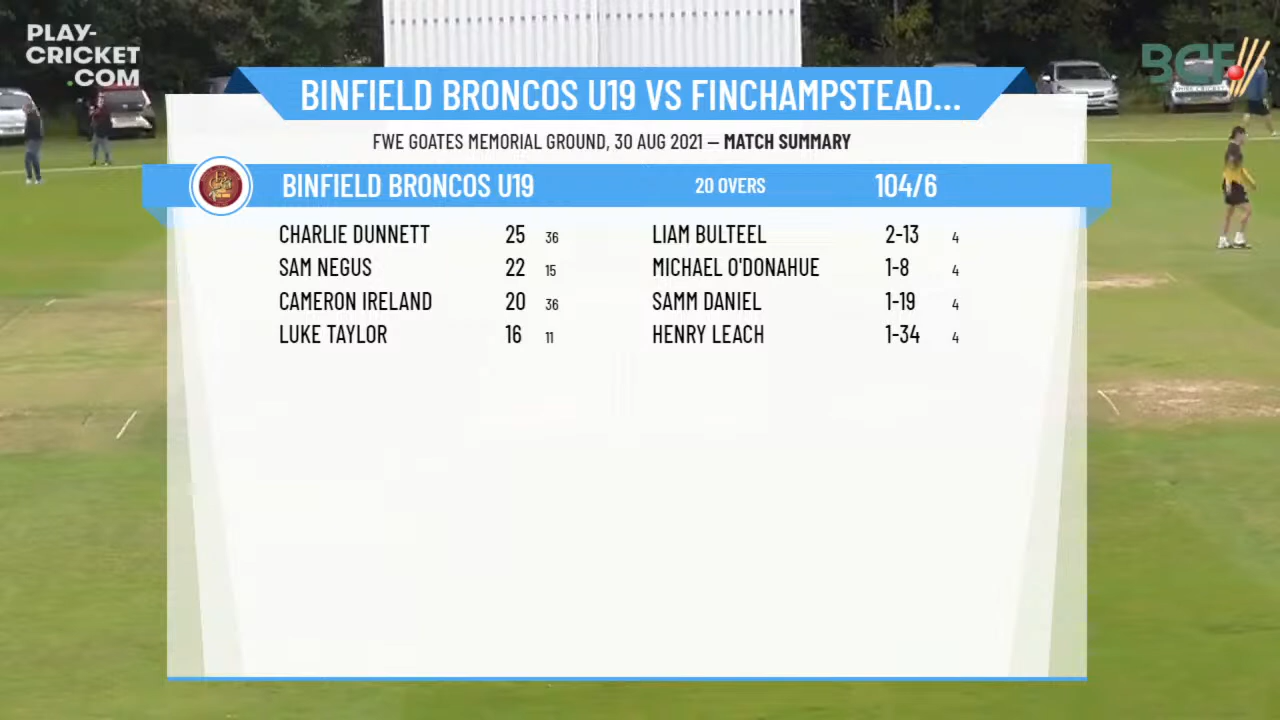 PLAY-
CRICKET
.COM
BCF
BINFIELD BRONCOS U19 VS FINCHAMPSTEAD...
FWE GOATES MEMORIAL GROUND, 30 AUG 2021 – MATCH SUMMARY
BINFIELD BRONCOS U19 20 OVERS 104/6
CHARLIE DUNNETT 25 36 LIAM BULTEEL 2-13 4
SAM NEGUS 22 15 MICHAEL O'DONAHUE 1-8 4
CAMERON IRELAND 20 36 SAMM DANIEL 1-19 4
LUKE TAYLOR 16 11 HENRY LEACH 1-34 4